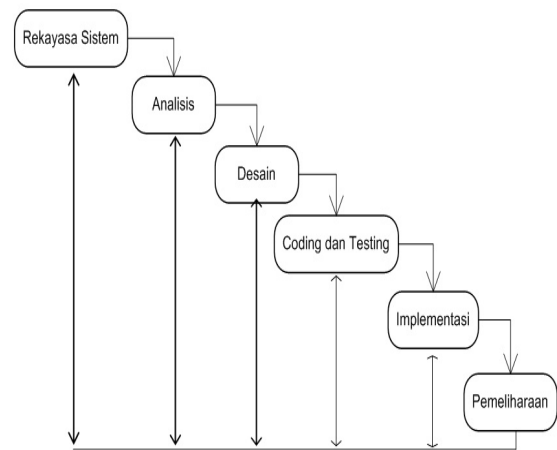 Rekayasa Sistem
Analisis
Desain
Coding dan Testing
Implementasi
Pemeliharaan